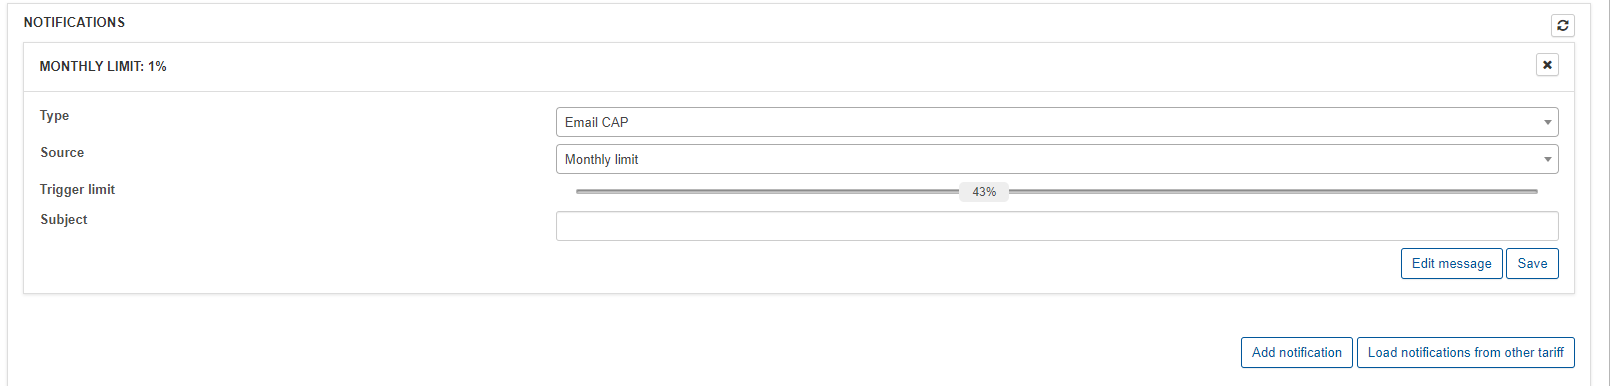 NOTIFICATIONS
MONTHLY LIMIT: 1%
Type
Email CAP
Source
Monthly limit
Trigger limit
43%
Subject
Edit message
Save
Add notification
Load notifications from other tariff